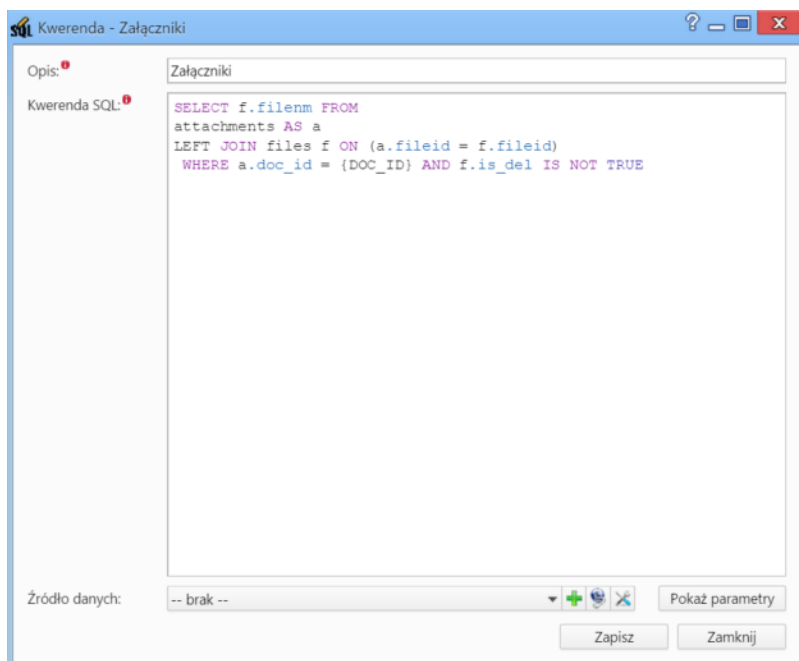 SQL Kwerenda - Załączniki
Opis: Załączniki
Kwerenda SQL:
SELECT f.filenm FROM
attachments AS a
LEFT JOIN files f ON (a.fileid = f.fileid)
WHERE a.doc_id = {DOC_ID} AND f.is_del IS NOT TRUE
Źródło danych: -- brak -- Pokaż parametry
Zapisz Zamknij